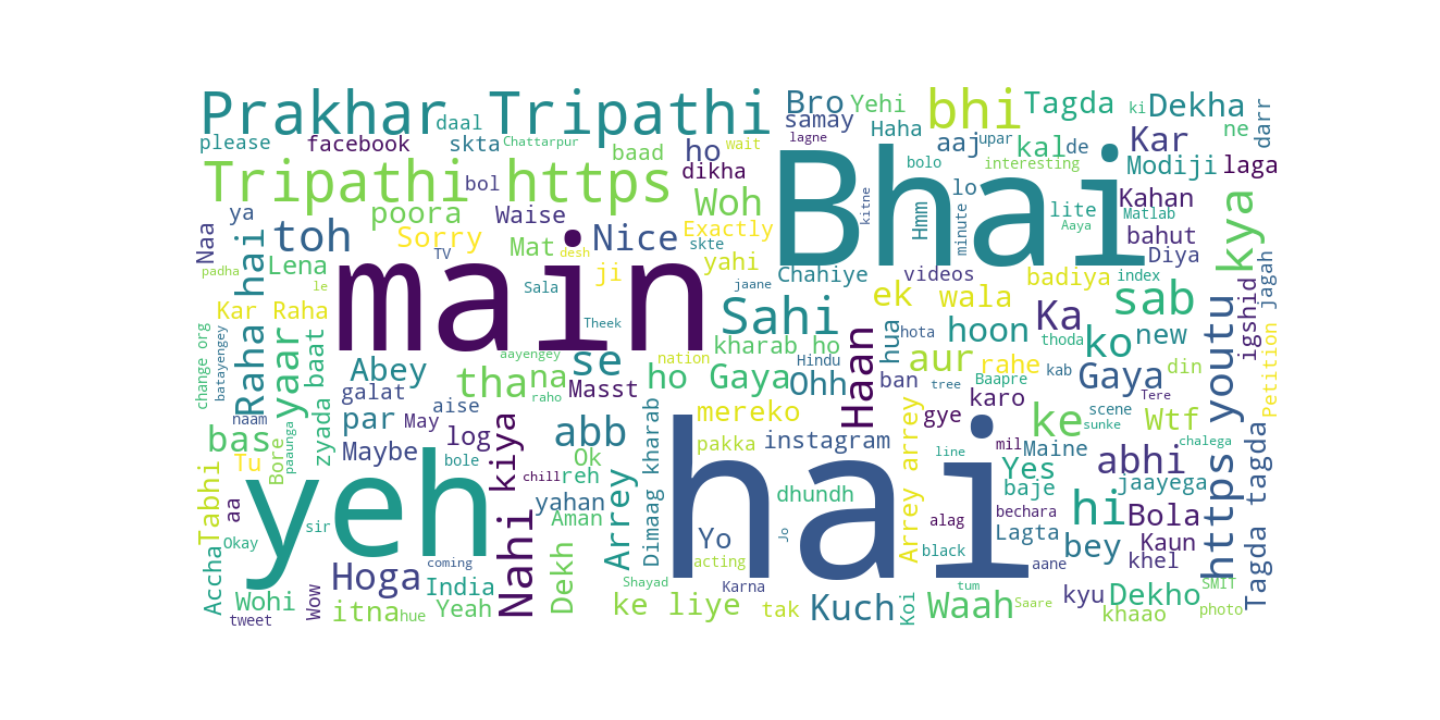 Prakhar Tripathi
Bhai
main
hai
yeh
Tripathi https
Bro
Yehi
bhi
Tagda
ki
Dekha
darr
ne
daal
Chattarpur
samay
lagne
Haha
aaj
upar
kal
de
Kar
please
facebook
skta
baad
ho
wait
dikha
bolo
interesting
Modiji
laga
bol
Woh
kitne
lo
Kahan
ya
poora
Waise
Hmm
minute
lite
Matlab
Aaya
bahut
kya
Naa
Raha hai
toh
Sorry
TV
Mat
Nice
desh
Exactly
skte
yahi
Chahiye
videos
badiya
index
Diya
jagah
padha
Lena
le
ji
Sala
jaane
ek
wala
sab
igshid
Kar Raha
yaar
Theek
Sahi
hota
hoon
thoda
Ka
ko
new
https youtu
Petition
change org
batayengey
zyada baat
Abey
aayengey
se
nation
kharab ho
Hindu
hua
Haan
aur
rahe
kab
Gaya
din
galat
tha
na
raho
Masst
ho Gaya
Ohh
ban
tree
Baapre
Tere
naam
paaunga
par
May
aise
mereko
gye
karo
scene
sunke
ke
Wtf
bas
Bore
Maybe
log
kiya
abb
pakka
instagram
Arrey arrey
line
mil
Maine
abhi
chalega
Tabhi
Tu
bole
chill
Ok
reh
Dimaag kharab
dhundh
Yes
baje
jaayega
Tagda tagda
aa
yahan
Arrey
bechara
hi
Bola
sir
Aman
Yo
Jo
alag
Lagta
bey
Kaun
Accha
Okay
coming
Nahi
Dekh
acting
black
aane
khel
Wow
Hoga
India
Shayad
Karna
tum
kyu
Dekho
SMIT
Wohi
tweet
itna
hue
Yeah
ke liye
tak
Kuch
Koi
Waah
Saare
khaao
photo